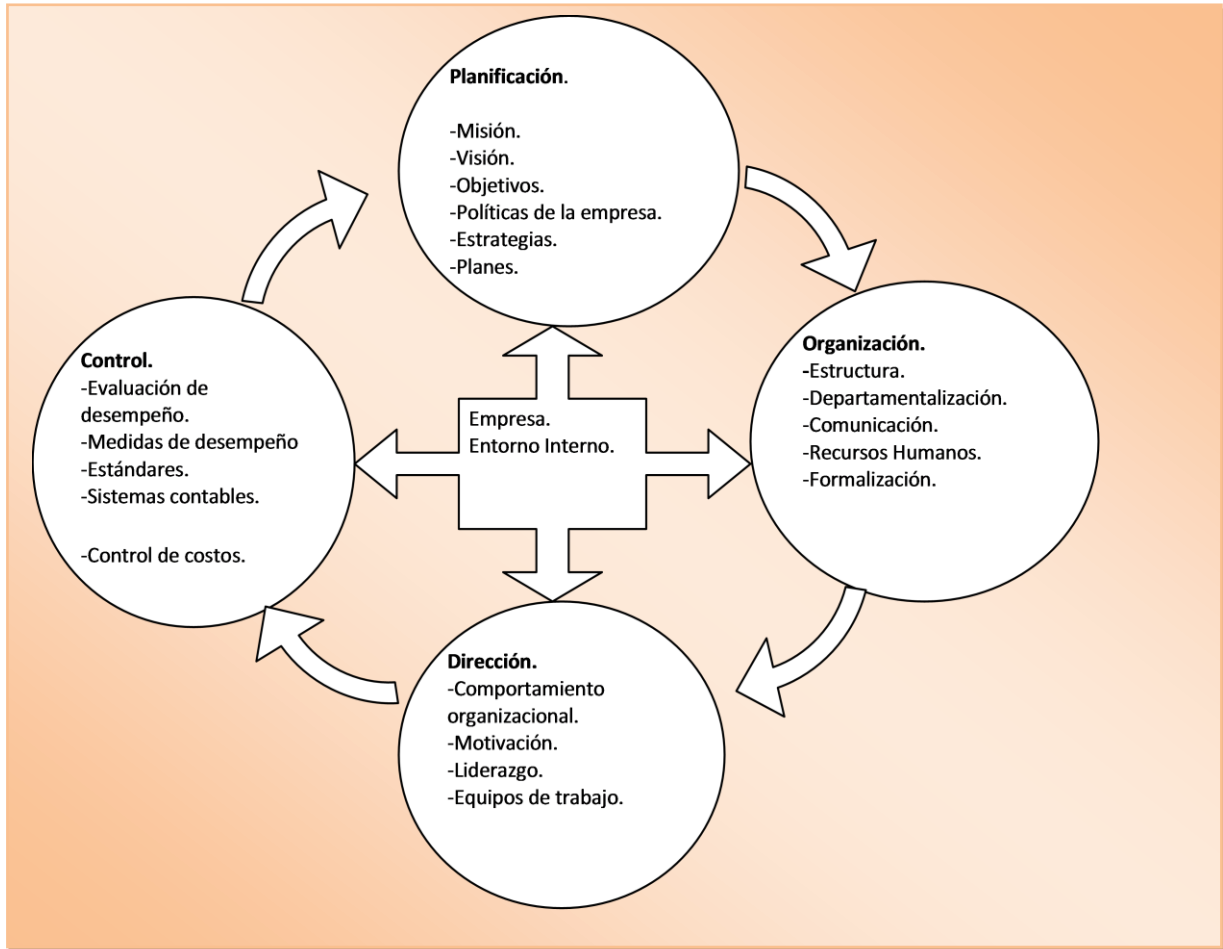 Planificación.
-Misión.
-Visión.
-Objetivos.
-Políticas de la empresa.
-Estrategias.
-Planes.
Organización.
-Estructura.
-Departamentalización.
-Comunicación.
-Recursos Humanos.
-Formalización.
Dirección.
-Comportamiento
organizacional.
-Motivación.
-Liderazgo.
-Equipos de trabajo.
Control.
-Evaluación de
desempeño.
-Medidas de desempeño
-Estándares.
-Sistemas contables.
-Control de costos.
Empresa.
Entorno Interno.